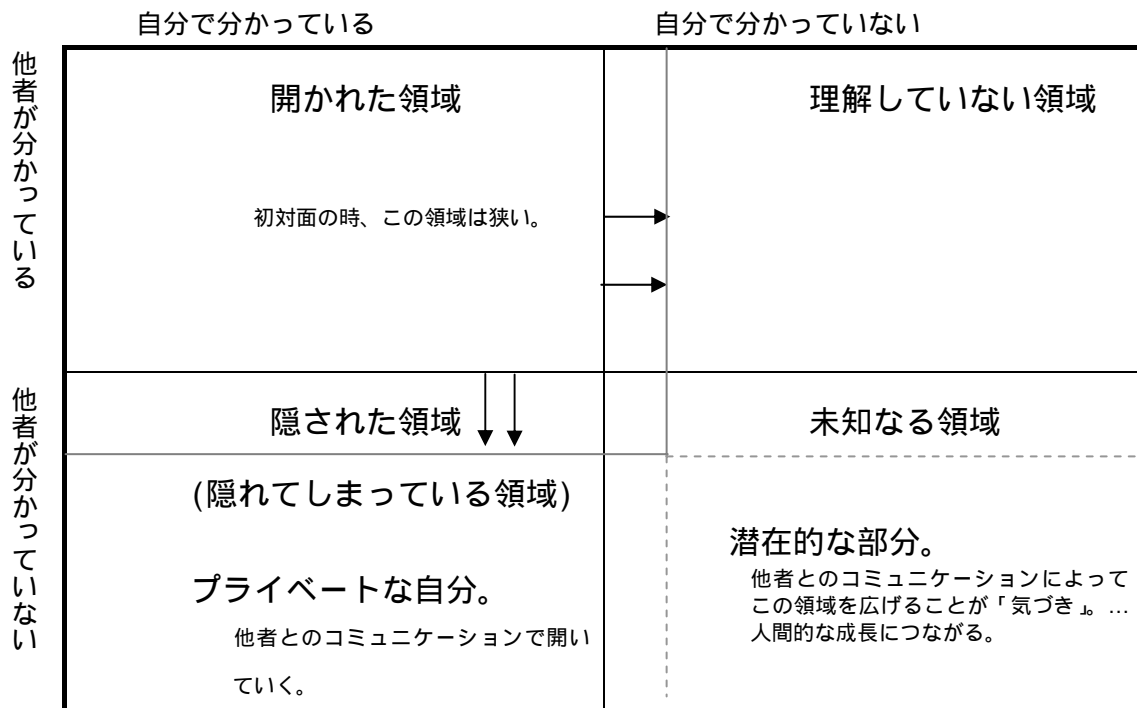 自分で分かっている
自分で分かっていない
他者が分かっている
開かれた領域
理解していない領域
初対面の時、この領域は狭い。
他者が分かっていない
隠された領域
未知なる領域
(隠れてしまっている領域)
潜在的な部分。
プライベートな自分。
他者とのコミュニケーションによって
この領域を広げることが「気づき」。…
人間的な成長につながる。
他者とのコミュニケーションで開い
ていく。